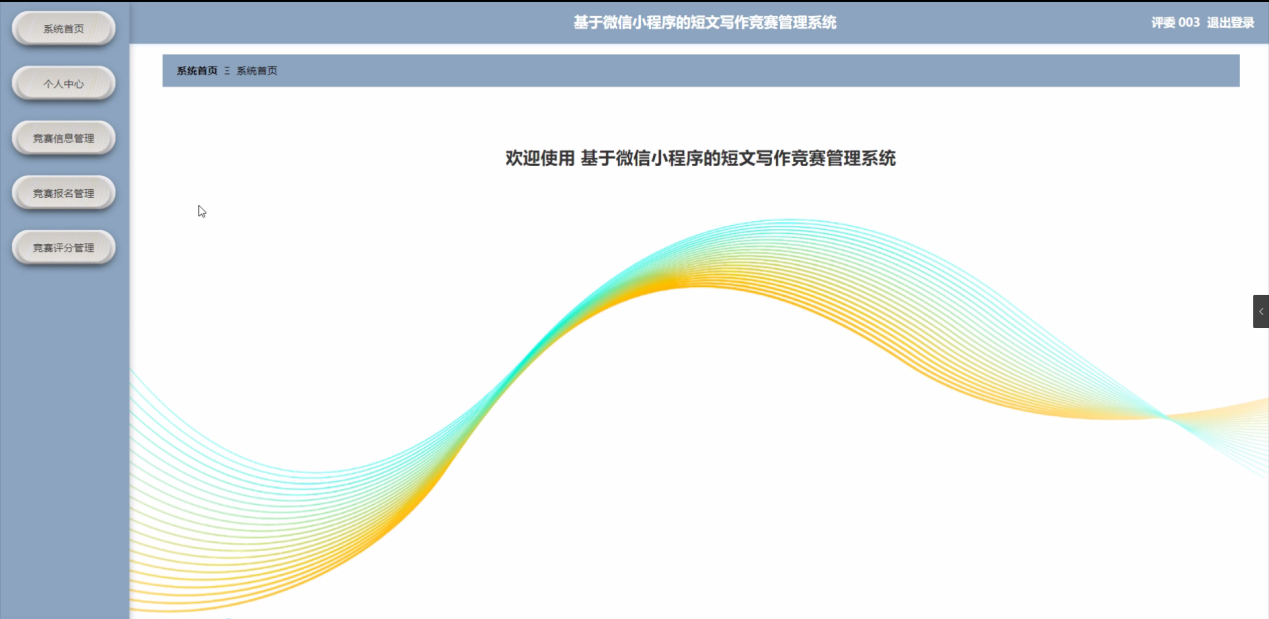 基于微信小程序的短文写作竞赛管理系统
评委 003 退出登录
系统首页
个人中心
竞赛信息管理
竞赛报名管理
竞赛评分管理
系统首页 Ξ 系统首页
欢迎使用 基于微信小程序的短文写作竞赛管理系统